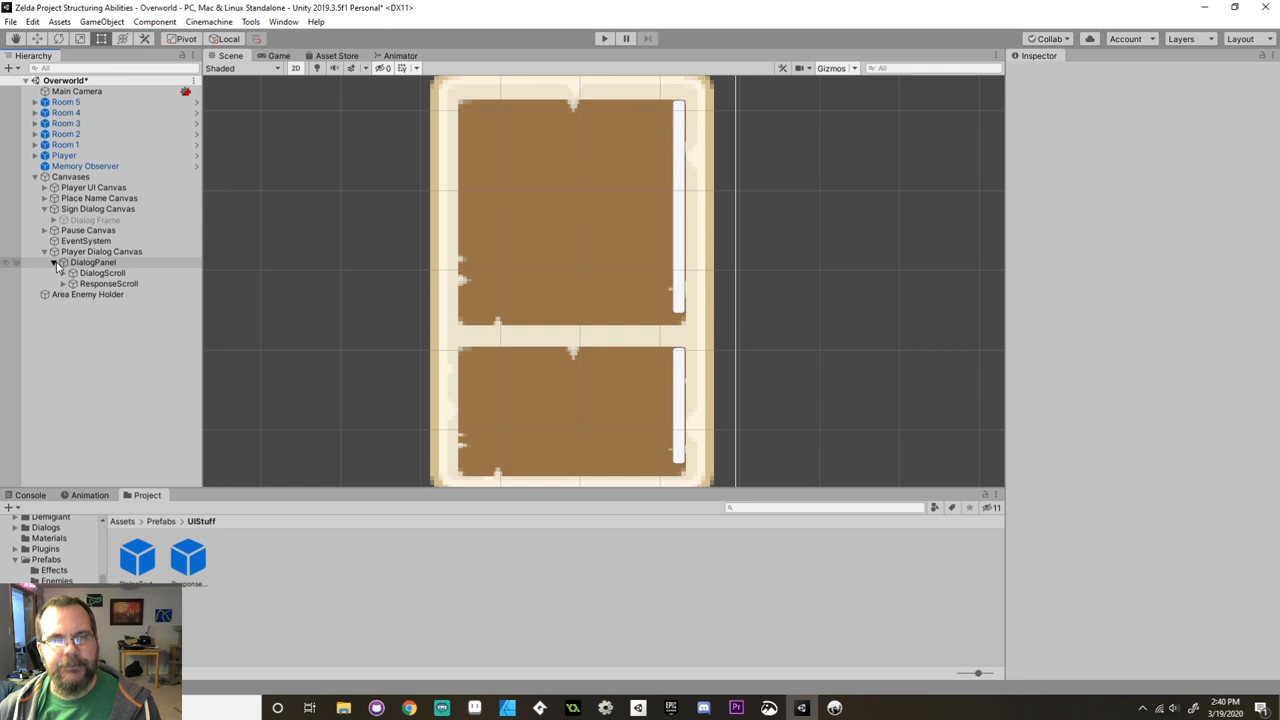 Zelda Project Structuring Abilities - Overworld - PC, Mac & Linux Standalone - Unity 2019.3.5f1 Personal* <DX11>
File Edit Assets GameObject Component Cinemachine Tools Window Help
Pivot Local Collab Account Layers Layout
Hierarchy Scene Game Asset Store Animator Inspector
All Shaded 2D 0 Gizmos All
Overworld*
Main Camera
Room 5
Room 4
Room 3
Room 2
Room 1
Player
Memory Observer
Canvases
Player UI Canvas
Place Name Canvas
Sign Dialog Canvas
Dialog Frame
Pause Canvas
EventSystem
Player Dialog Canvas
DialogPanel
DialogScroll
ResponseScroll
Area Enemy Holder
Console Animation Project
11
Demigiant
Dialogs
Materials
Plugins
Prefabs
Effects
Enemies
Assets Prefabs UIStuff
Respons...
2:40 PM
3/19/2020